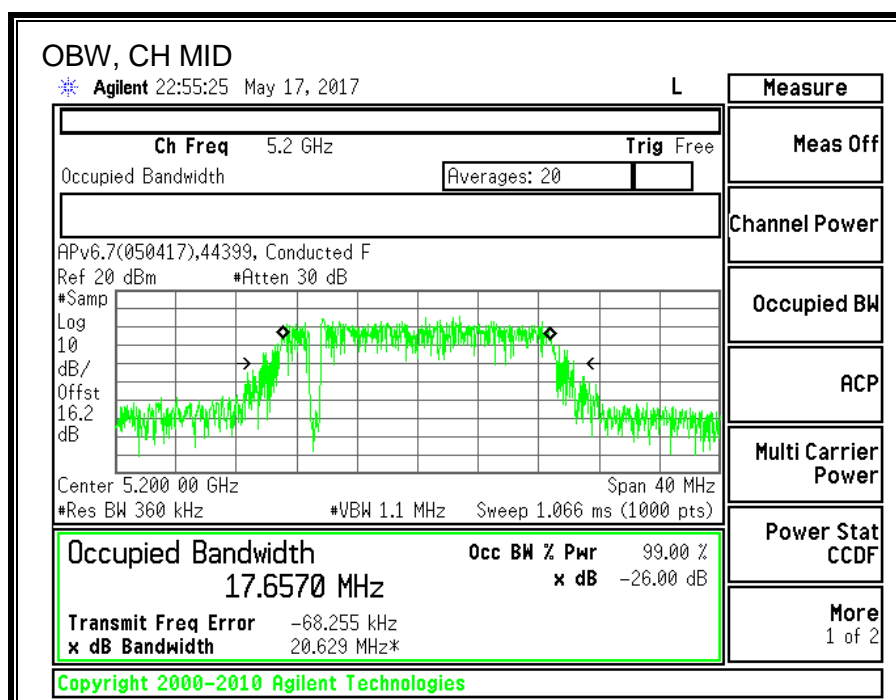 OBW, CH MID
Agilent 22:55:25 May 17, 2017 L
Measure
Ch Freq 5.2 GHz Trig Free
Occupied Bandwidth Averages: 20
APv6.7(050417),44399, Conducted F
Ref 20 dBm #Atten 30 dB
#Samp
Log
10
dB/
Offst
16.2
dB
Center 5.200 00 GHz Span 40 MHz
#Res BW 360 kHz #VBW 1.1 MHz Sweep 1.066 ms (1000 pts)
Occupied Bandwidth Occ BW % Pwr 99.00 %
17.6570 MHz x dB -26.00 dB
Transmit Freq Error -68.255 kHz
x dB Bandwidth 20.629 MHz*
Meas Off
Channel Power
Occupied BW
ACP
Multi Carrier
Power
Power Stat
CCDF
More
1 of 2
Copyright 2000-2010 Agilent Technologies